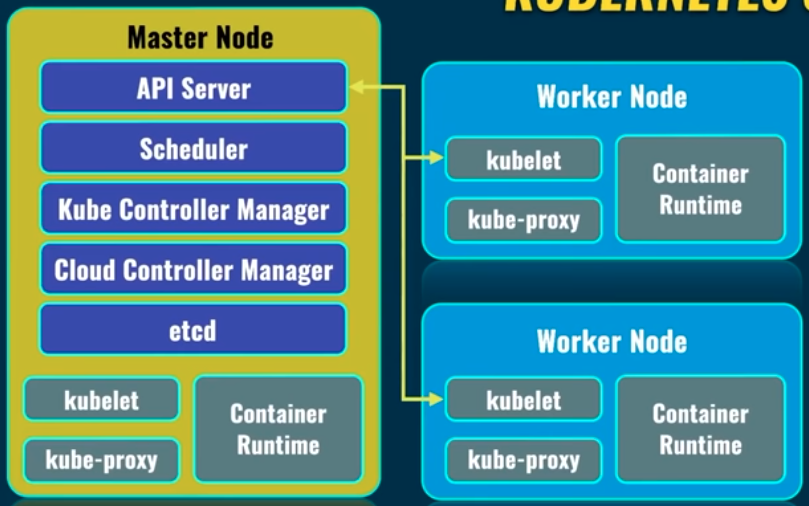 Master Node
API Server
Scheduler
Kube Controller Manager
Cloud Controller Manager
etcd
kubelet
kube-proxy
Container
Runtime
Worker Node
kubelet
kube-proxy
Container
Runtime
Worker Node
kubelet
kube-proxy
Container
Runtime